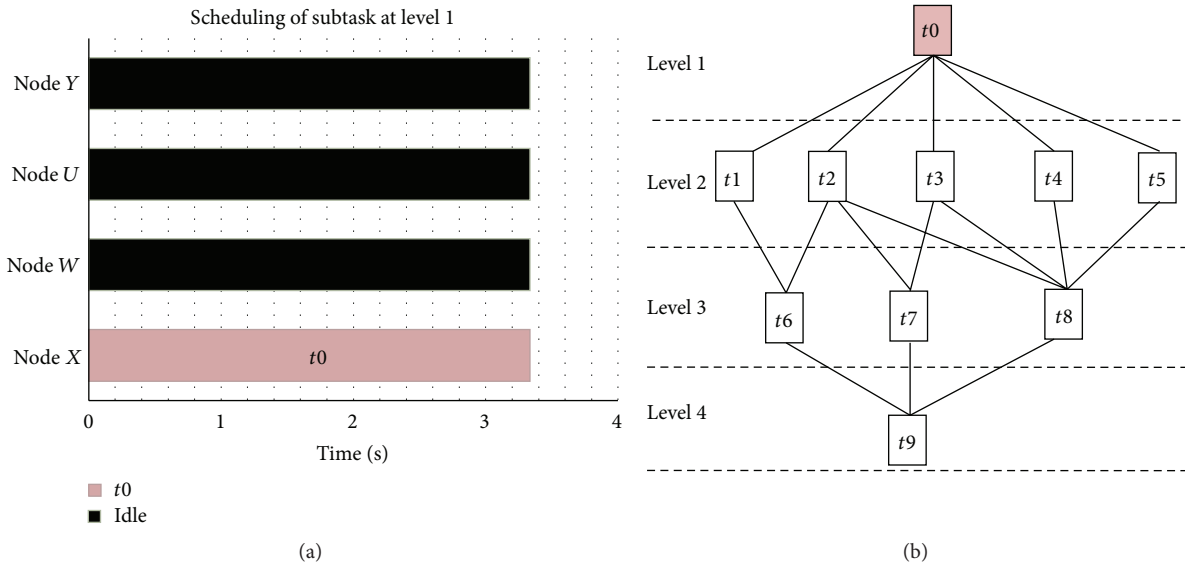 Scheduling of subtask at level 1
Node Y
Node U
Node W
Node X
t0
0 1 2 3 4
Time (s)
t0
Idle
(a)
t0
Level 1
Level 2
t1 t2 t3 t4 t5
Level 3
t6 t7 t8
Level 4
t9
(b)